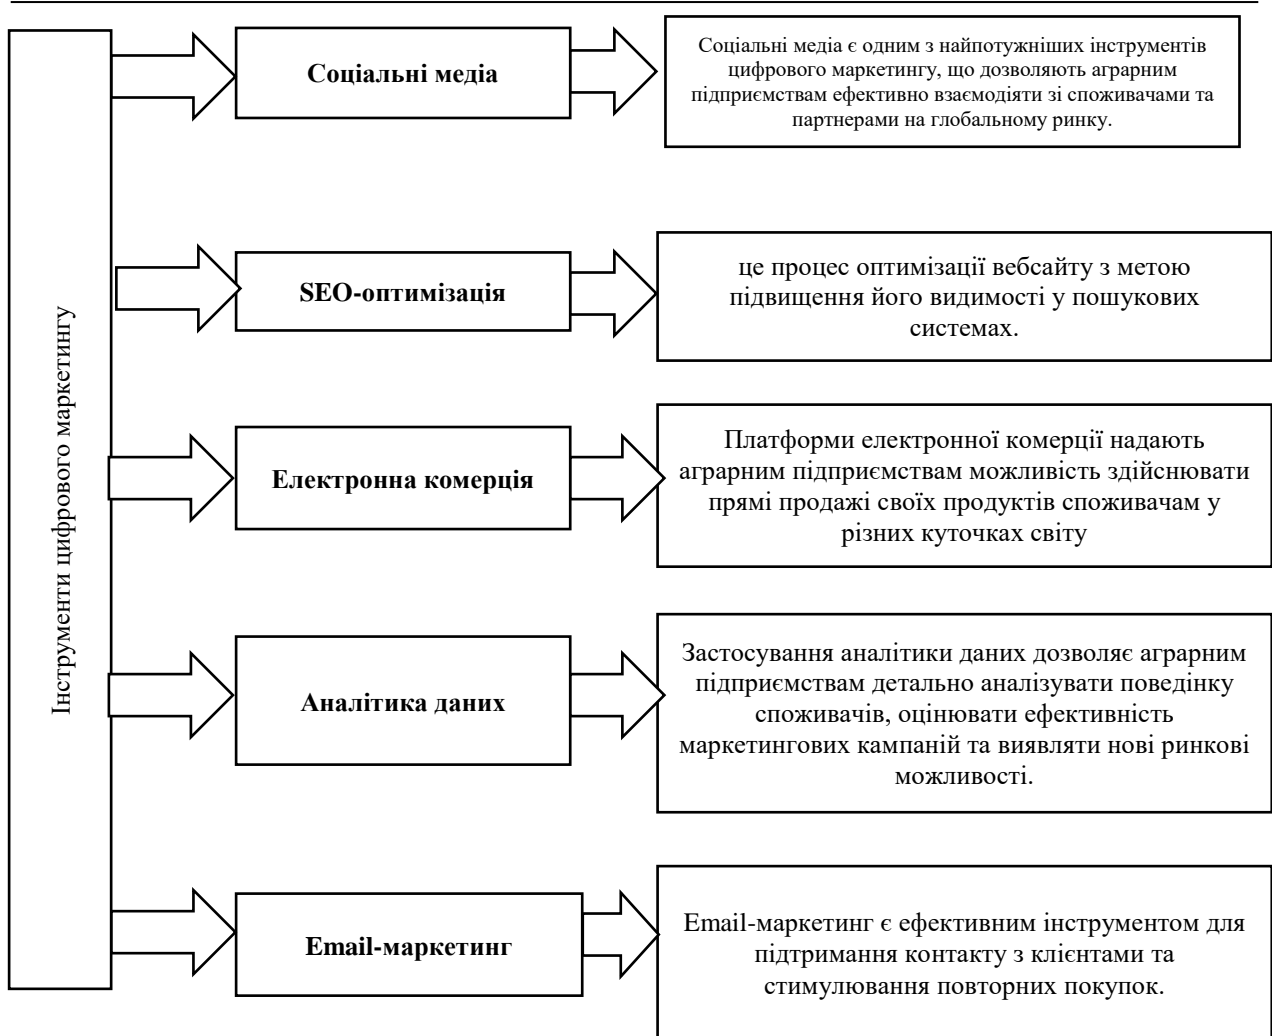 Інструменти цифрового маркетингу
Соціальні медіа
Соціальні медіа є одним з найпотужніших інструментів
цифрового маркетингу, що дозволяють аграрним
підприємствам ефективно взаємодіяти зі споживачами та
партнерами на глобальному ринку.
SEO-оптимізація
це процес оптимізації вебсайту з метою
підвищення його видимості у пошукових
системах.
Електронна комерція
Платформи електронної комерції надають
аграрним підприємствам можливість здійснювати
прямі продажі своїх продуктів споживачам у
різних куточках світу
Аналітика даних
Застосування аналітики даних дозволяє аграрним
підприємствам детально аналізувати поведінку
споживачів, оцінювати ефективність
маркетингових кампаній та виявляти нові ринкові
можливості.
Email-маркетинг
Email-маркетинг є ефективним інструментом для
підтримання контакту з клієнтами та
стимулювання повторних покупок.